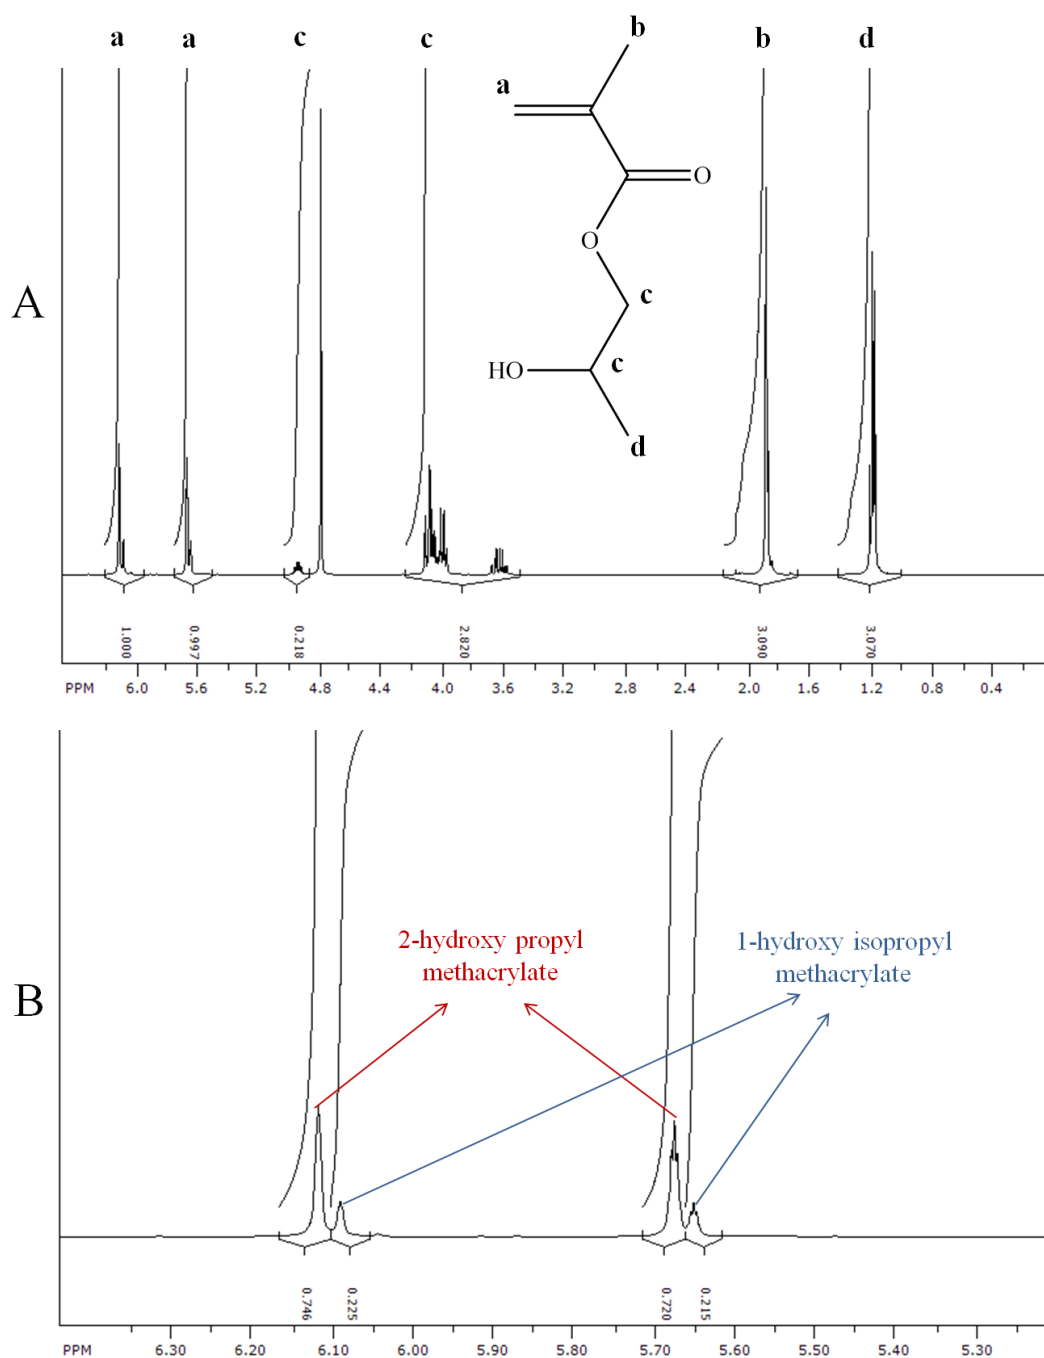 a a c c b b d
a
O
O
c
A
HO
c
d
1.000 0.997 0.218 2.820 3.090 3.070
PPM 6.0 5.6 5.2 4.8 4.4 4.0 3.6 3.2 2.8 2.4 2.0 1.6 1.2 0.8 0.4
2-hydroxy propyl
methacrylate
1-hydroxy isopropyl
methacrylate
B
0.746 0.225 0.720 0.215
PPM 6.30 6.20 6.10 6.00 5.90 5.80 5.70 5.60 5.50 5.40 5.30